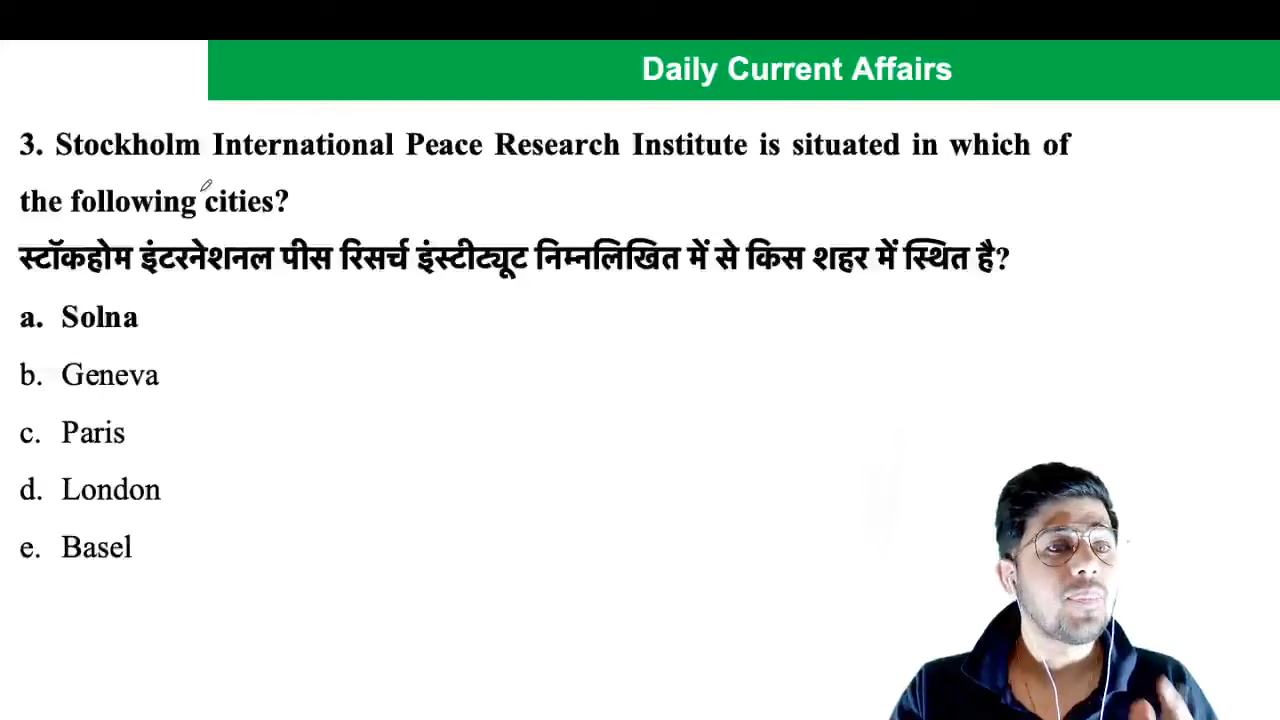 Daily Current Affairs
3. Stockholm International Peace Research Institute is situated in which of
the following cities?
स्टॉकहोम इंटरनेशनल पीस रिसर्च इंस्टीट्यूट निम्नलिखित में से किस शहर में स्थित है?
a. Solna
b. Geneva
c. Paris
d. London
e. Basel